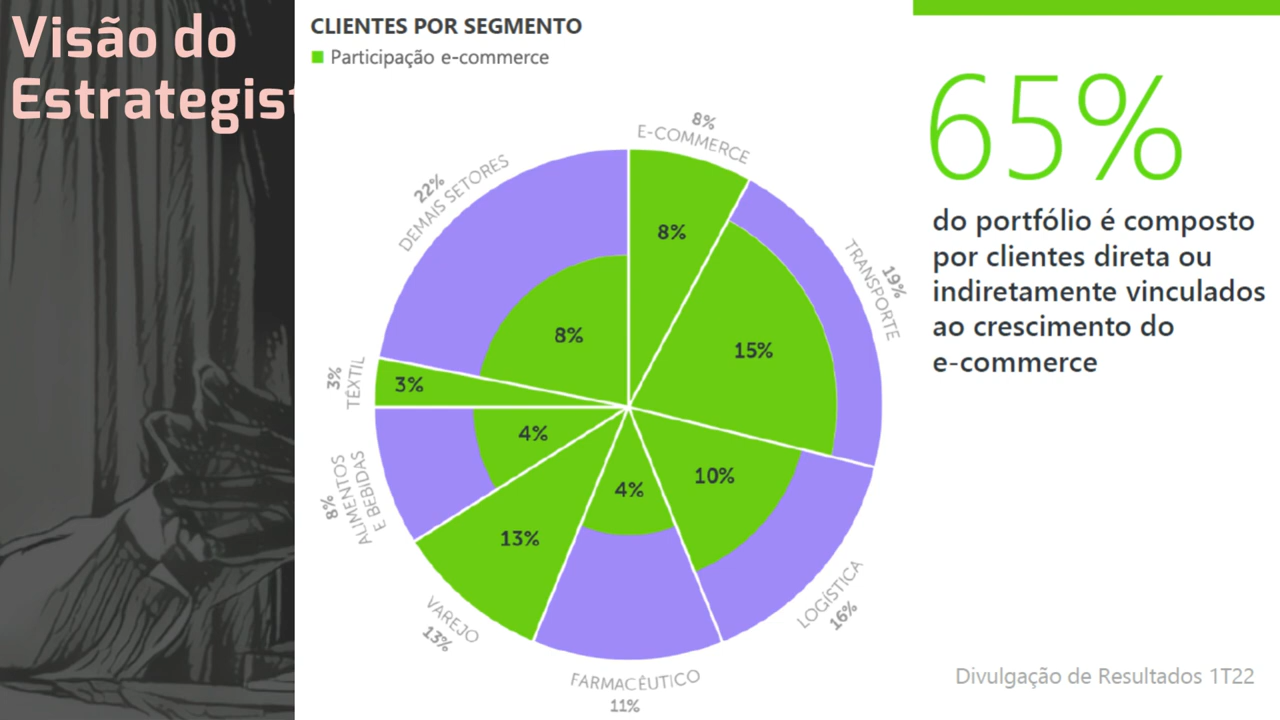 Visão do
Estrategist
CLIENTES POR SEGMENTO
Participação e-commerce
8%
E-COMMERCE
8%
19%
TRANSPORTE
15%
16%
LOGÍSTICA
10%
11%
FARMACÊUTICO
4%
13%
VAREJO
13%
8%
ALIMENTOS
E BEBIDAS
4%
3%
TÊXTIL
3%
22%
DEMAIS SETORES
8%
65%
do portfólio é composto
por clientes direta ou
indiretamente vinculados
ao crescimento do
e-commerce
Divulgação de Resultados 1T22